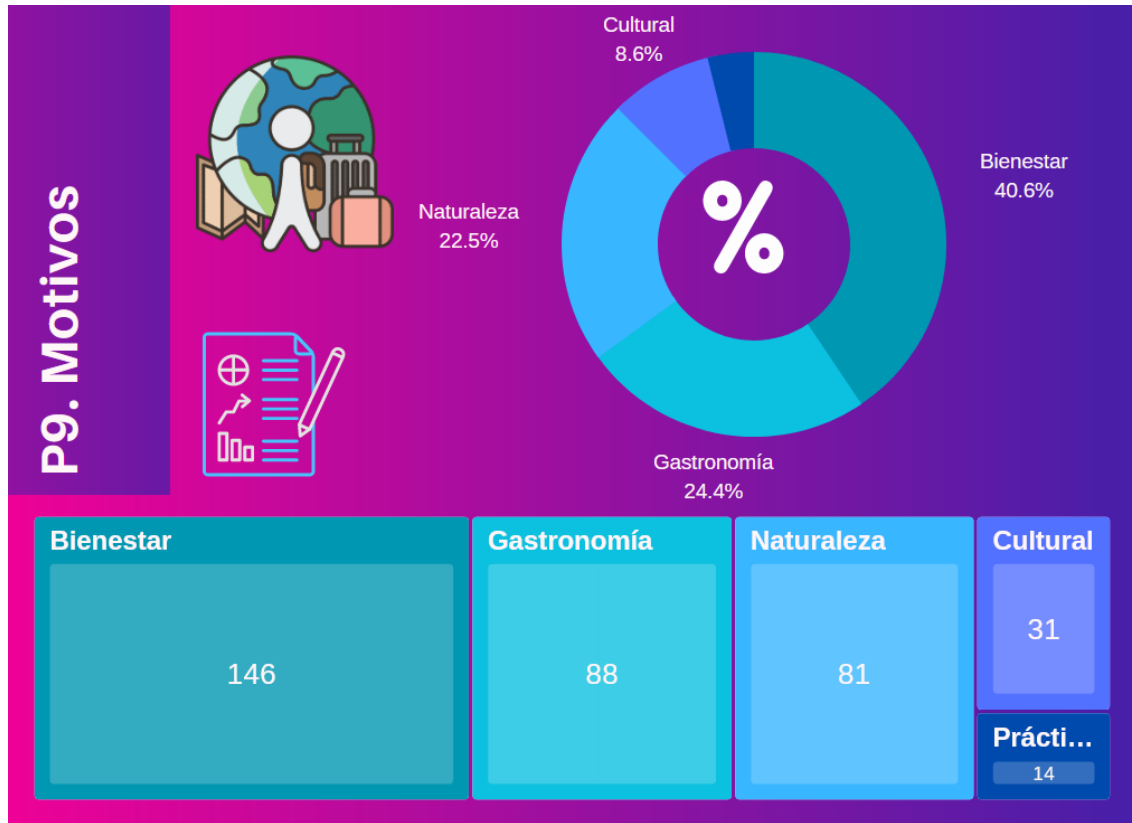 P9. Motivos
Cultural
8.6%
Bienestar
40.6%
Naturaleza
22.5%
%
Gastronomía
24.4%
Bienestar
146
Gastronomía
88
Naturaleza
81
Cultural
31
Prácti...
14